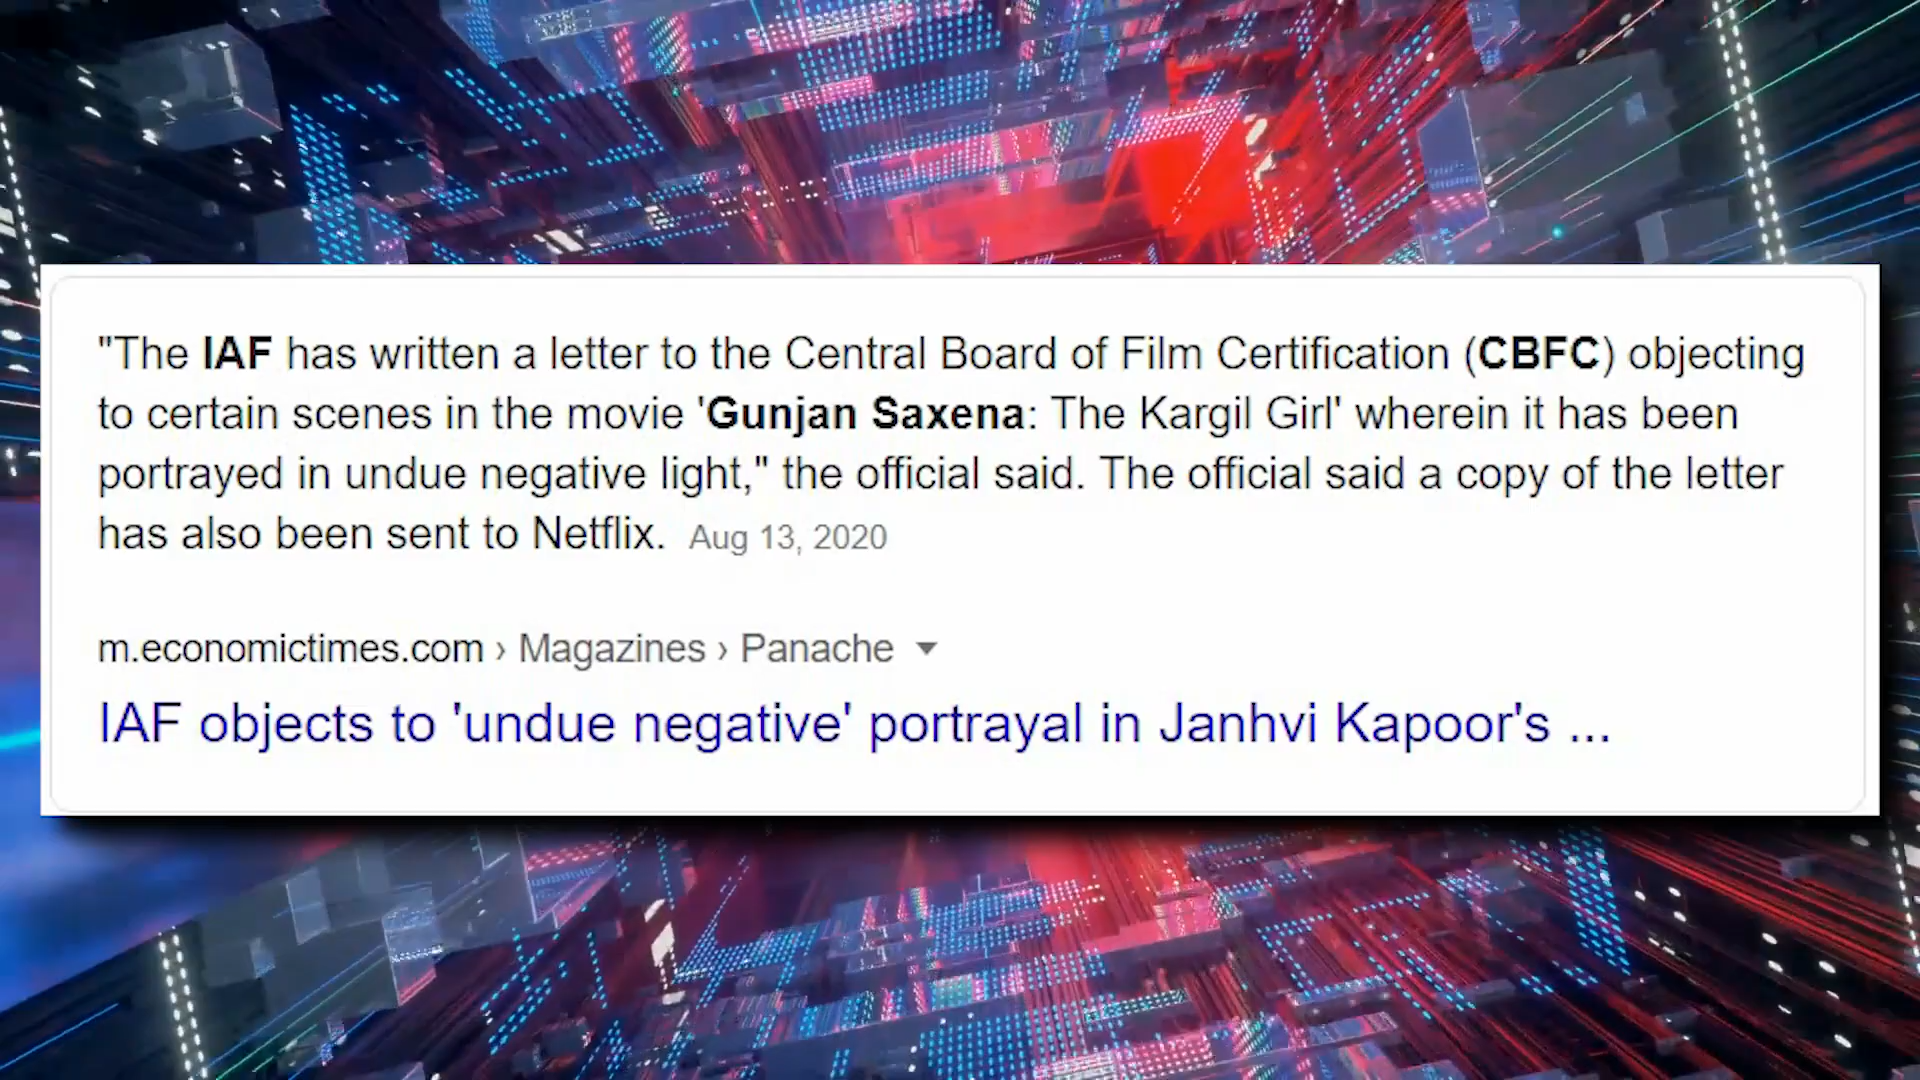 "The IAF has written a letter to the Central Board of Film Certification (CBFC) objecting
to certain scenes in the movie 'Gunjan Saxena: The Kargil Girl' wherein it has been
portrayed in undue negative light," the official said. The official said a copy of the letter
has also been sent to Netflix. Aug 13, 2020
m.economictimes.com › Magazines › Panache
IAF objects to 'undue negative' portrayal in Janhvi Kapoor's ...